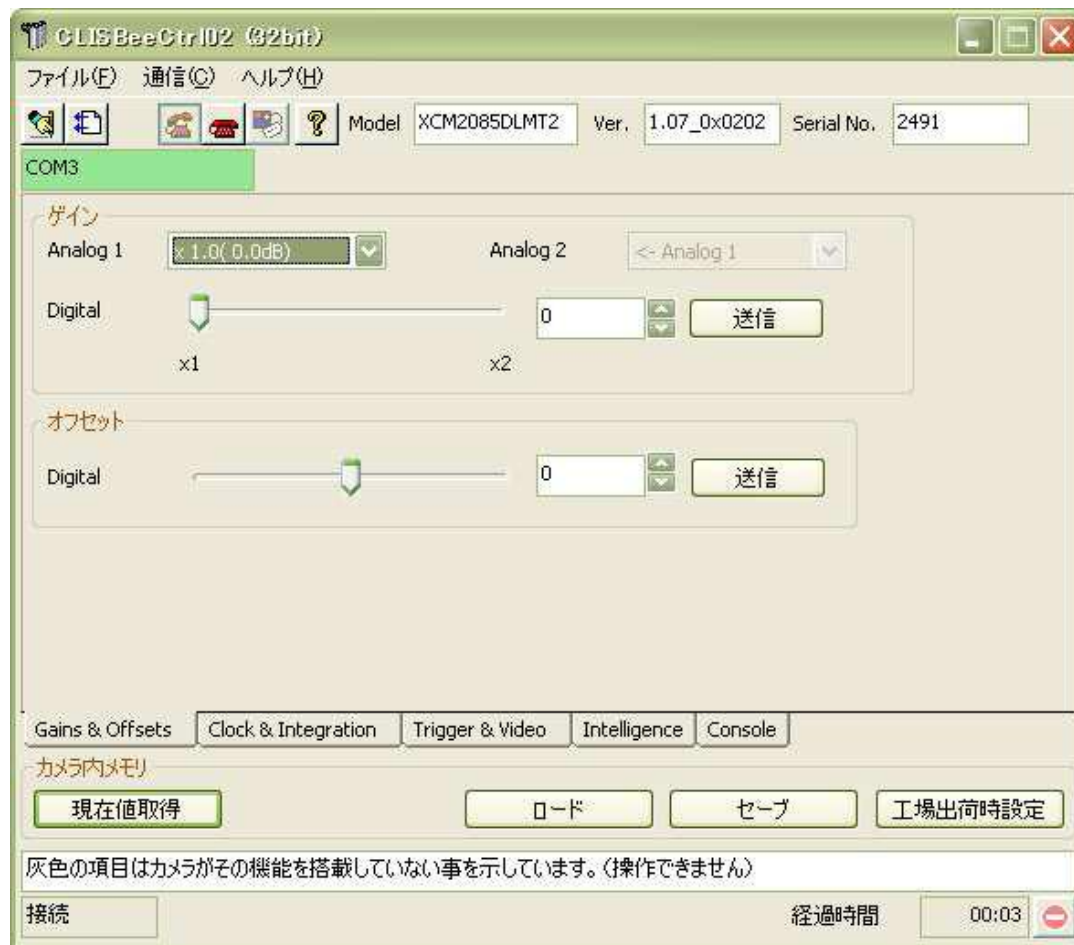 CLISBeeCtrl02 (32bit)
ファイル(F) 通信(C) ヘルプ(H)
Model XCM2085DLMT2 Ver. 1.07_0x0202 Serial No. 2491
COM3
ゲイン
Analog 1 x 1.0( 0.0dB) Analog 2 <- Analog 1
Digital 0 送信
x1 x2
オフセット
Digital 0 送信
Gains & Offsets Clock & Integration Trigger & Video Intelligence Console
カメラ内メモリ
現在値取得 ロード セーブ 工場出荷時設定
灰色の項目はカメラがその機能を搭載していない事を示しています。(操作できません)
接続 経過時間 00:03